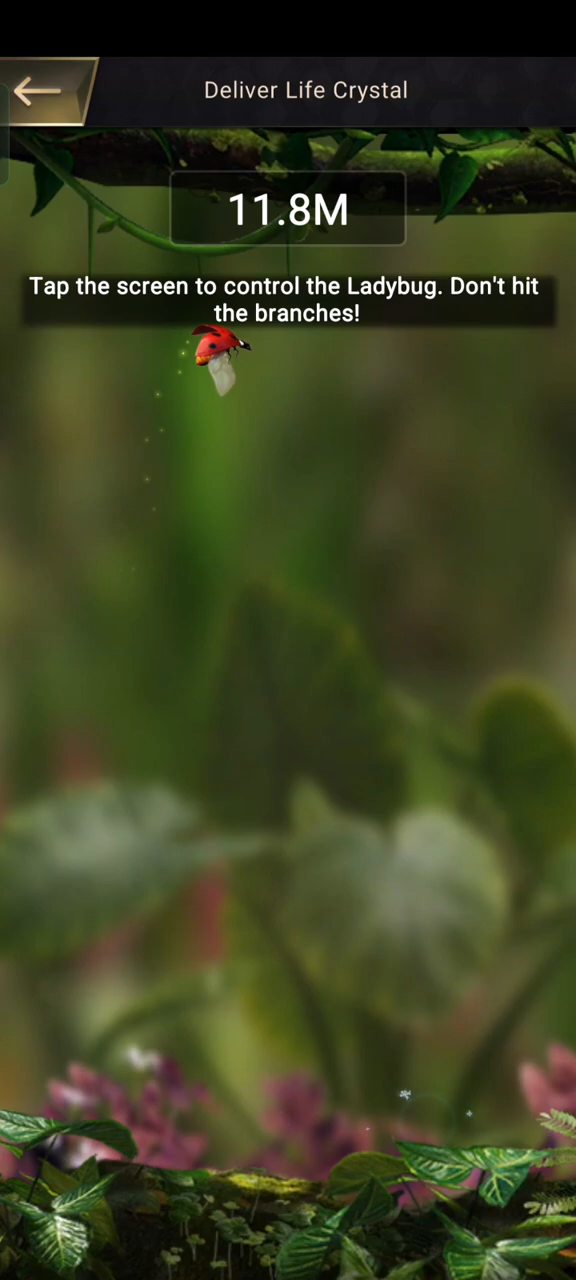 Deliver Life Crystal
11.8M
Tap the screen to control the Ladybug. Don't hit
the branches!